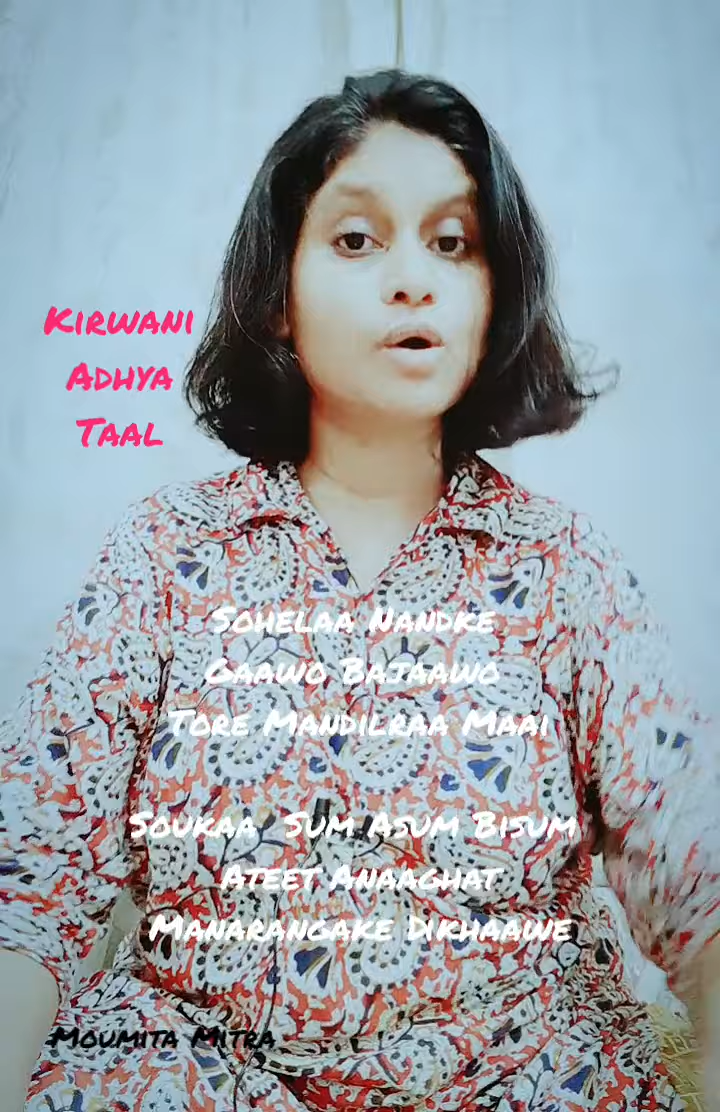 Kirwani
Adhya
Taal
Sohelaa Nandke
Gaawo Bajaawo
Tore Mandilraa Maai
Soukaa Sum Asum Bisum
Ateet Anaaghat
Manarangake Dikhaawe
Moumita Mitra